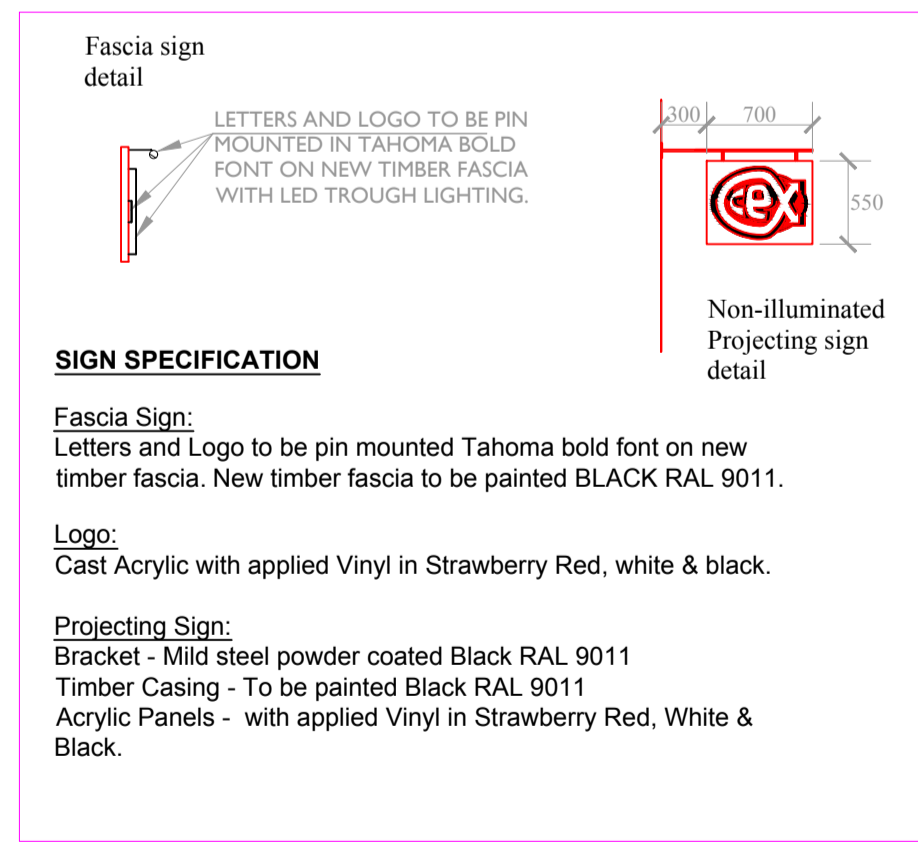 Fascia sign
detail
LETTERS AND LOGO TO BE PIN
MOUNTED IN TAHOMA BOLD
FONT ON NEW TIMBER FASCIA
WITH LED TROUGH LIGHTING.
300 700
cex
550
Non-illuminated
Projecting sign
detail
SIGN SPECIFICATION
Fascia Sign:
Letters and Logo to be pin mounted Tahoma bold font on new
timber fascia. New timber fascia to be painted BLACK RAL 9011.
Logo:
Cast Acrylic with applied Vinyl in Strawberry Red, white & black.
Projecting Sign:
Bracket - Mild steel powder coated Black RAL 9011
Timber Casing - To be painted Black RAL 9011
Acrylic Panels - with applied Vinyl in Strawberry Red, White &
Black.